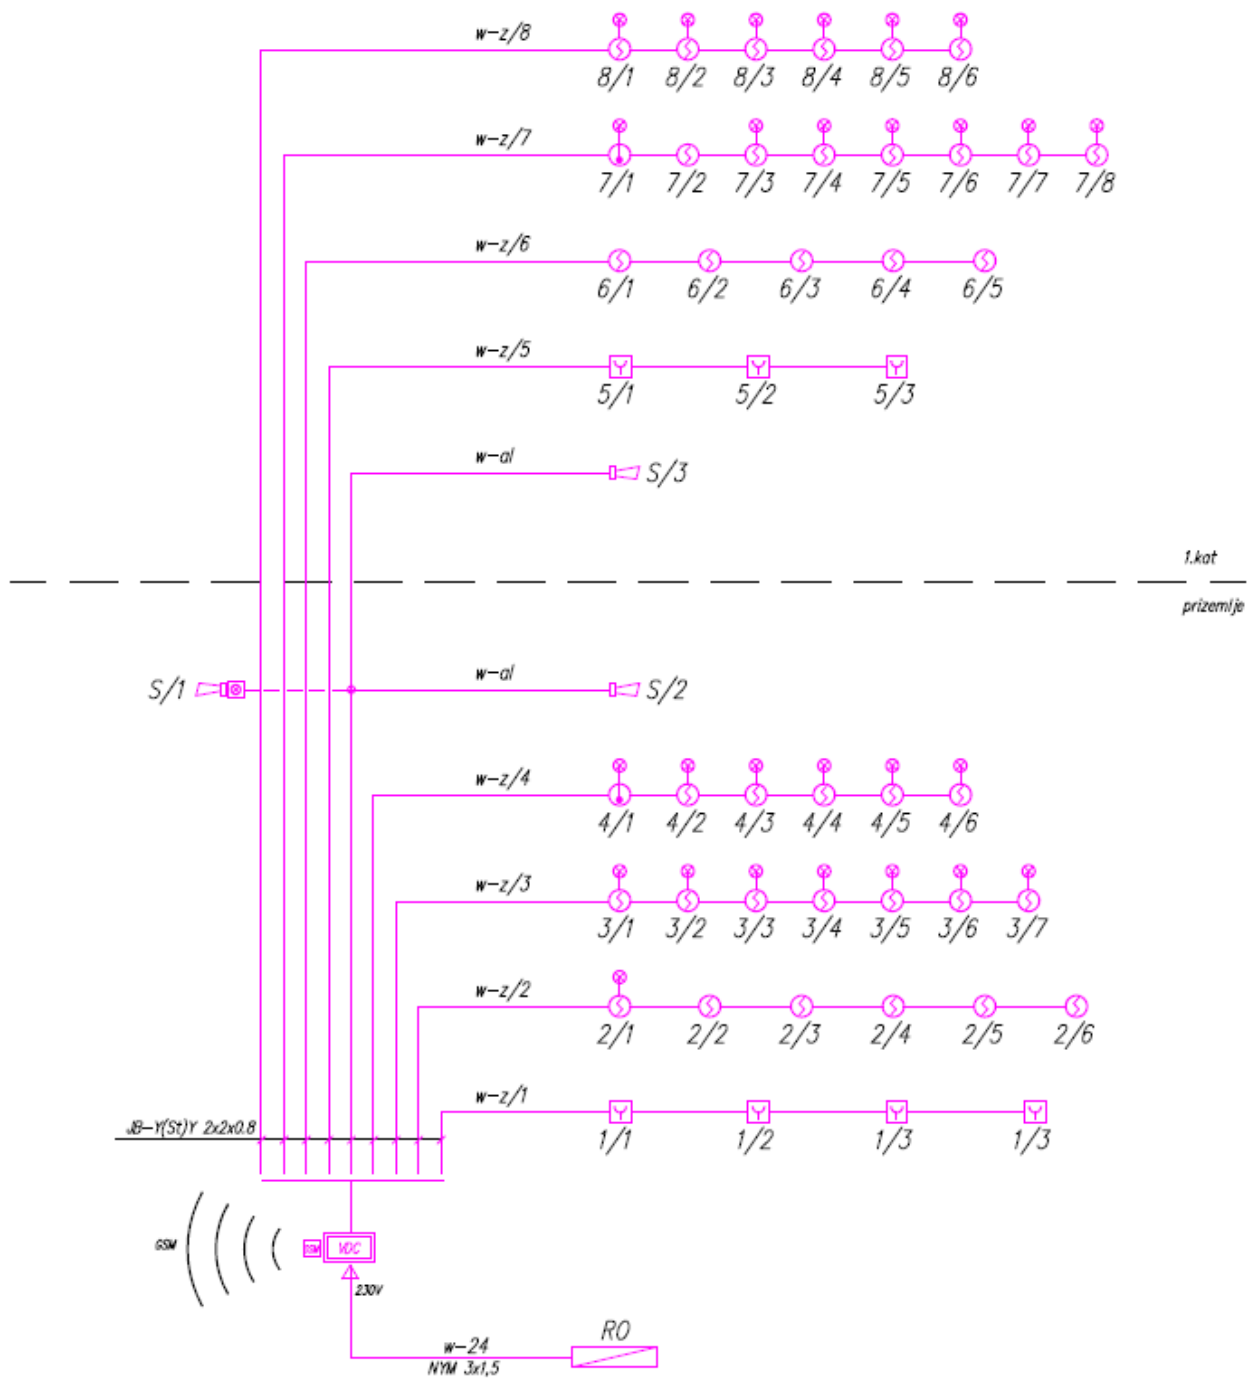 w-z/8
8/1 8/2 8/3 8/4 8/5 8/6
w-z/7
7/1 7/2 7/3 7/4 7/5 7/6 7/7 7/8
w-z/6
6/1 6/2 6/3 6/4 6/5
w-z/5
5/1 5/2 5/3
w-al
S/3
1.kat
prizemlje
S/1
w-al
S/2
w-z/4
4/1 4/2 4/3 4/4 4/5 4/6
w-z/3
3/1 3/2 3/3 3/4 3/5 3/6 3/7
w-z/2
2/1 2/2 2/3 2/4 2/5 2/6
w-z/1
1/1 1/2 1/3 1/3
JB-Y(St)Y 2x2x0.8
GSM
GSM
VDC
230V
RO
w-24
NYM 3x1,5